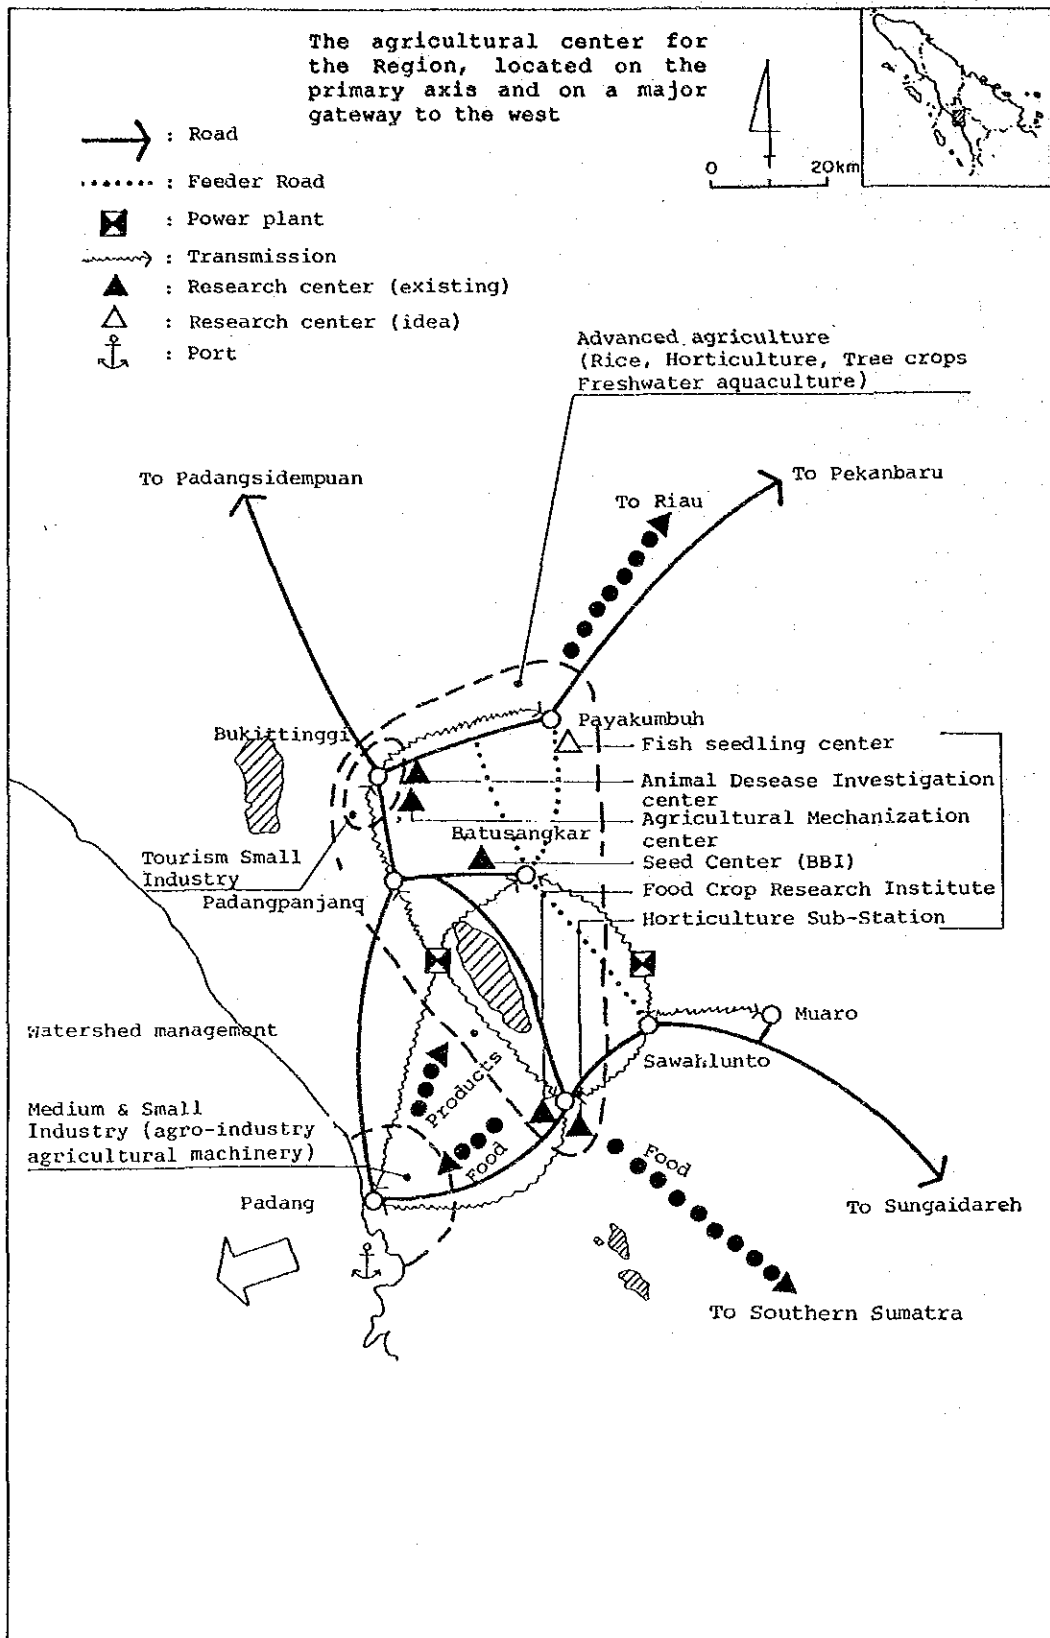 The agricultural center for
the Region, located on the
primary axis and on a major
gateway to the west
: Road
: Feeder Road
: Power plant
: Transmission
: Research center (existing)
: Research center (idea)
: Port
0 20km
Advanced agriculture
(Rice, Horticulture, Tree crops
Freshwater aquaculture)
To Padangsidempuan
To Pekanbaru
To Riau
Bukittinggi
Payakumbuh
Fish seedling center
Animal Desease Investigation
center
Agricultural Mechanization
center
Batusangkar
Seed Center (BBI)
Tourism Small
Industry
Food Crop Research Institute
Padangpanjang
Horticulture Sub-Station
Muaro
Watershed management
Sawahlunto
Products
Medium & Small
Industry (agro-industry
agricultural machinery)
Food
Food
Padang
To Sungaidareh
To Southern Sumatra